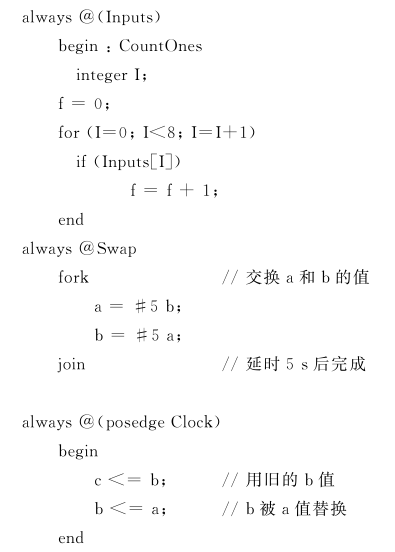 always @(Inputs)
begin : CountOnes
integer I;
f = 0;
for (I=0; I<8; I=I+1)
if (Inputs[I])
f = f + 1;
end
always @Swap
fork // 交换 a 和 b 的值
a = #5 b;
b = #5 a;
join // 延时 5 s 后完成
always @(posedge Clock)
begin
c <= b; // 用旧的 b 值
b <= a; // b 被 a 值替换
end